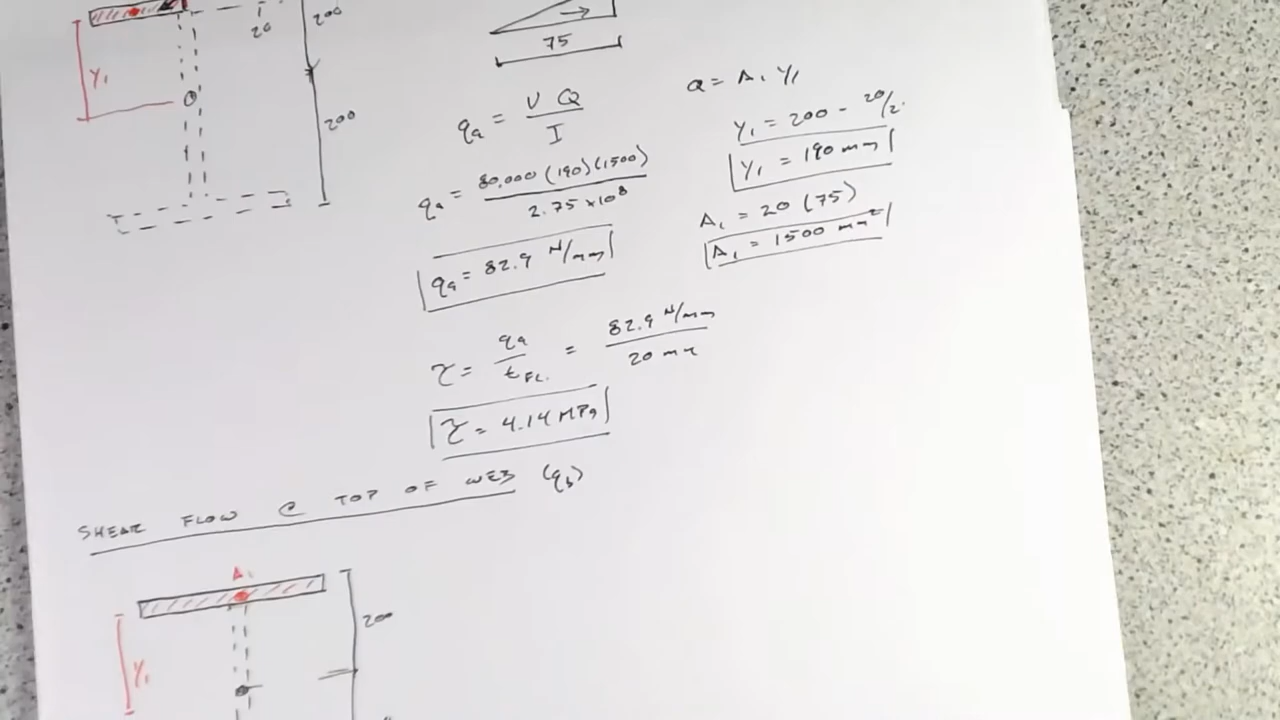 20
200
Y₁
200
75
qa = V Q / I
qa = 80,000 (190)(1500) / 2.75 x10⁸
qa = 82.9 N/mm
Q = A₁ Y₁
Y₁ = 200 - 20/2
Y₁ = 190 mm
A₁ = 20 (75)
A₁ = 1500 mm²
τ = qa / tFL. = 82.9 N/mm / 20 mm
τ = 4.14 MPa
SHEAR FLOW @ TOP OF WEB (qb)
A₁
200
Y₁